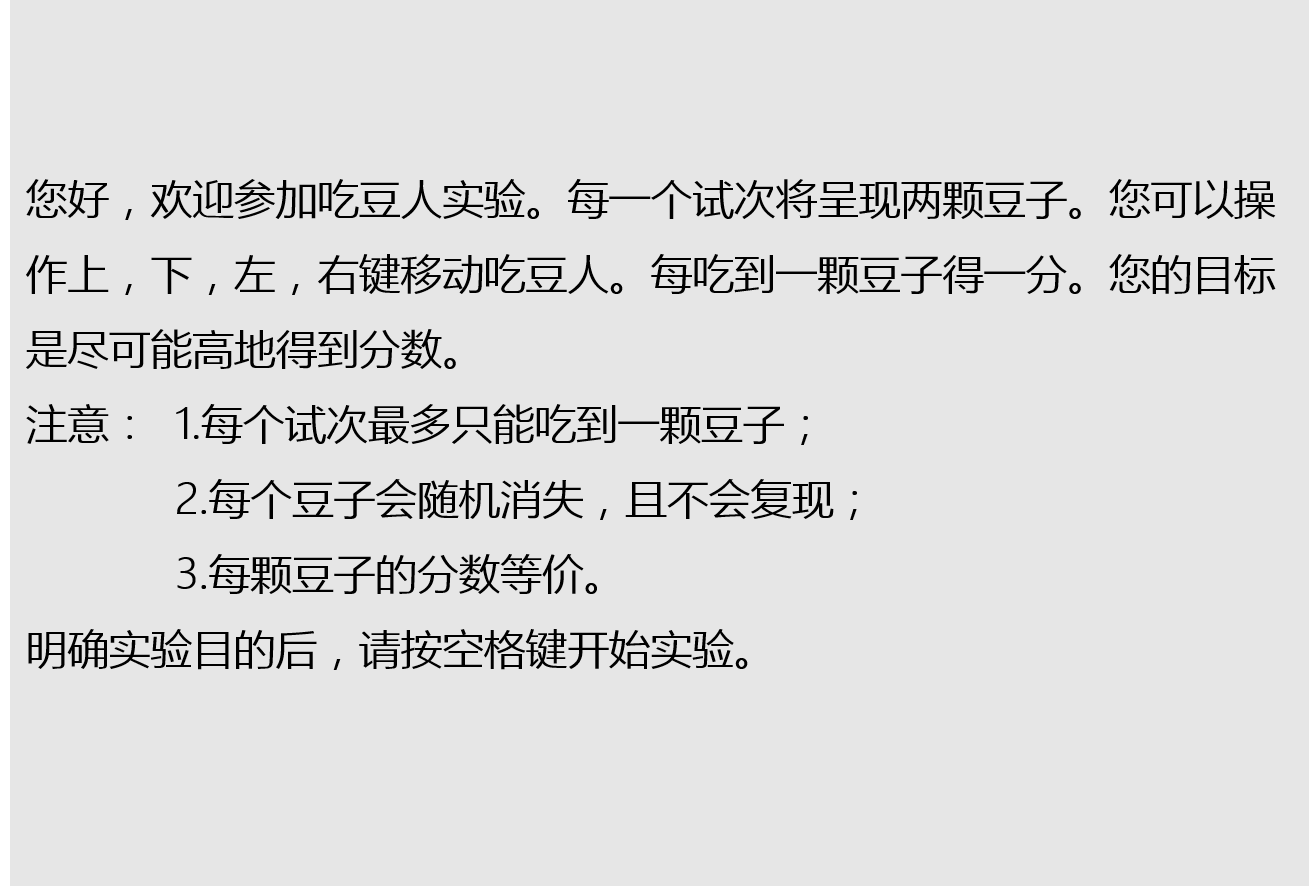 您好，欢迎参加吃豆人实验。每一个试次将呈现两颗豆子。您可以操
作上，下，左，右键移动吃豆人。每吃到一颗豆子得一分。您的目标
是尽可能高地得到分数。
注意： 1.每个试次最多只能吃到一颗豆子；
2.每个豆子会随机消失，且不会复现；
3.每颗豆子的分数等价。
明确实验目的后，请按空格键开始实验。